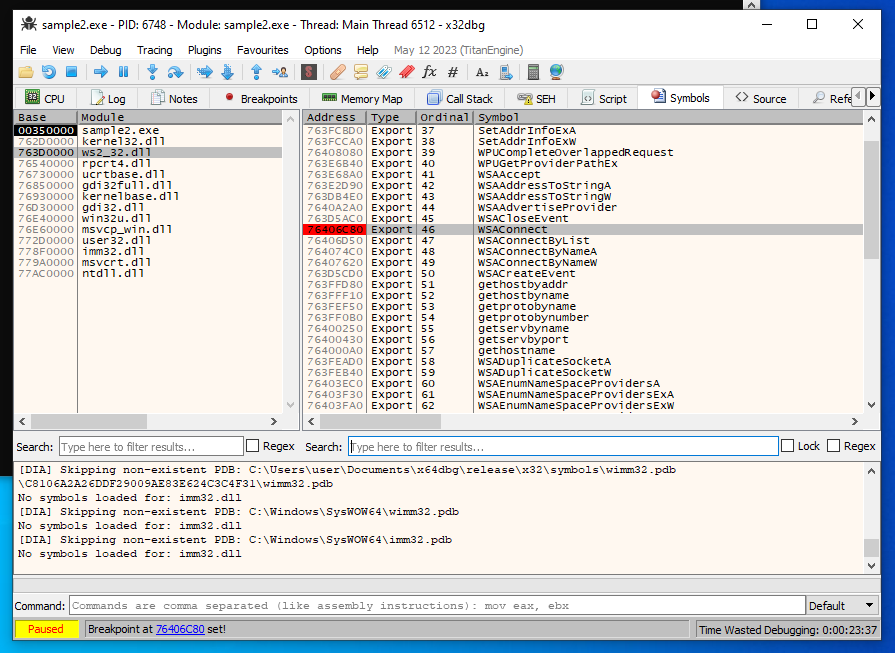 sample2.exe - PID: 6748 - Module: sample2.exe - Thread: Main Thread 6512 - x32dbg
File View Debug Tracing Plugins Favourites Options Help May 12 2023 (TitanEngine)
CPU Log Notes Breakpoints Memory Map Call Stack SEH Script Symbols Source Refe
Base Module
00350000 sample2.exe
762D0000 kernel32.dll
763D0000 ws2_32.dll
76540000 rpcrt4.dll
76730000 ucrtbase.dll
76850000 gdi32full.dll
76930000 kernelbase.dll
76D30000 gdi32.dll
76E40000 win32u.dll
76E60000 msvcp_win.dll
772D0000 user32.dll
778F0000 imm32.dll
779A0000 msvcrt.dll
77AC0000 ntdll.dll
Address Type Ordinal Symbol
763FCBD0 Export 37 SetAddrInfoExA
763FCCA0 Export 38 SetAddrInfoExW
76408080 Export 39 WPUCompleteOverlappedRequest
763E6B40 Export 40 WPUGetProviderPathEx
763E68A0 Export 41 WSAAccept
763E2D90 Export 42 WSAAddressToStringA
763DB4E0 Export 43 WSAAddressToStringW
7640A2A0 Export 44 WSAAdvertiseProvider
763D5AC0 Export 45 WSACloseEvent
76406C80 Export 46 WSAConnect
76406D50 Export 47 WSAConnectByList
764074C0 Export 48 WSAConnectByNameA
76407620 Export 49 WSAConnectByNameW
763D5CD0 Export 50 WSACreateEvent
763FFD80 Export 51 gethostbyaddr
763FFF10 Export 52 gethostbyname
763FEF50 Export 53 getprotobyname
763FF0B0 Export 54 getprotobynumber
76400250 Export 55 getservbyname
76400430 Export 56 getservbyport
764000A0 Export 57 gethostname
763FEAD0 Export 58 WSADuplicateSocketA
763FEB40 Export 59 WSADuplicateSocketW
76403EC0 Export 60 WSAEnumNameSpaceProvidersA
76403F30 Export 61 WSAEnumNameSpaceProvidersExA
76403FA0 Export 62 WSAEnumNameSpaceProvidersExW
Search: Type here to filter results... Regex Search: Type here to filter results... Lock Regex
[DIA] Skipping non-existent PDB: C:\Users\user\Documents\x64dbg\release\x32\symbols\wimm32.pdb
\C8106A2A26DDF29009AE83E624C3C4F31\wimm32.pdb
No symbols loaded for: imm32.dll
[DIA] Skipping non-existent PDB: C:\Windows\SysWOW64\wimm32.pdb
No symbols loaded for: imm32.dll
[DIA] Skipping non-existent PDB: C:\Windows\SysWOW64\imm32.pdb
No symbols loaded for: imm32.dll
Command: Commands are comma separated (like assembly instructions): mov eax, ebx Default
Paused Breakpoint at 76406C80 set! Time Wasted Debugging: 0:00:23:37